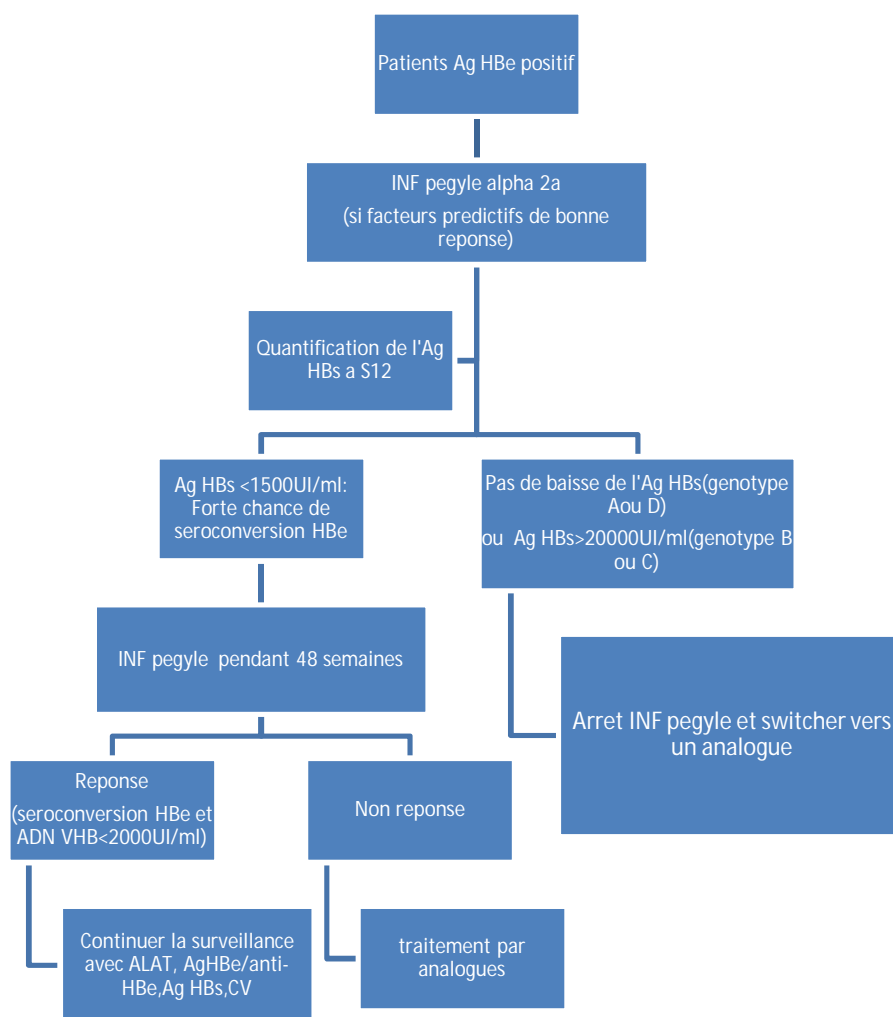 Patients Ag HBe positif
INF pegyle alpha 2a
(si facteurs predictifs de bonne
reponse)
Quantification de l'Ag
HBs a S12
Ag HBs <1500UI/ml:
Forte chance de
seroconversion HBe
Pas de baisse de l'Ag HBs(genotype
Aou D)
ou Ag HBs>20000UI/ml(genotype B
ou C)
INF pegyle pendant 48 semaines
Arret INF pegyle et switcher vers
un analogue
Reponse
(seroconversion HBe et
ADN VHB<2000UI/ml)
Non reponse
Continuer la surveillance
avec ALAT, AgHBe/anti-
HBe,Ag HBs,CV
traitement par
analogues